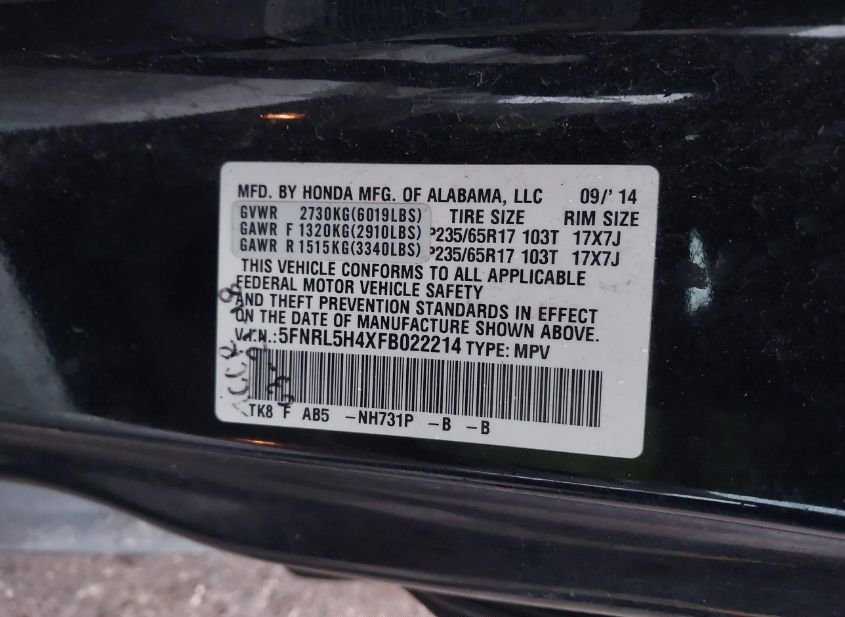 MFD. BY HONDA MFG. OF ALABAMA, LLC 09/'14
GVWR 2730KG(6019LBS) TIRE SIZE RIM SIZE
GAWR F 1320KG(2910LBS) P235/65R17 103T 17X7J
GAWR R 1515KG(3340LBS) P235/65R17 103T 17X7J
THIS VEHICLE CONFORMS TO ALL APPLICABLE
FEDERAL MOTOR VEHICLE SAFETY
AND THEFT PREVENTION STANDARDS IN EFFECT
ON THE DATE OF MANUFACTURE SHOWN ABOVE.
V.I.N.:5FNRL5H4XFB022214 TYPE: MPV
TK8 F AB5 -NH731P -B -B